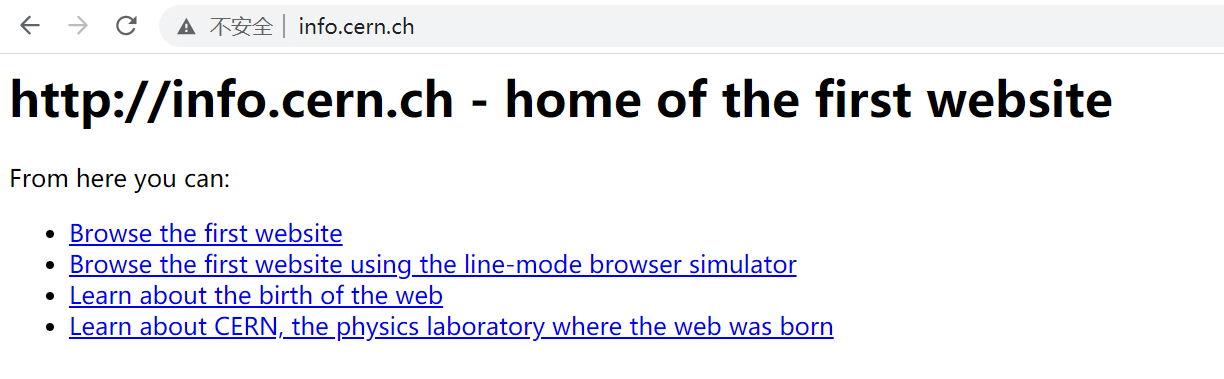 不安全 | info.cern.ch
http://info.cern.ch - home of the first website
From here you can:
Browse the first website
Browse the first website using the line-mode browser simulator
Learn about the birth of the web
Learn about CERN, the physics laboratory where the web was born